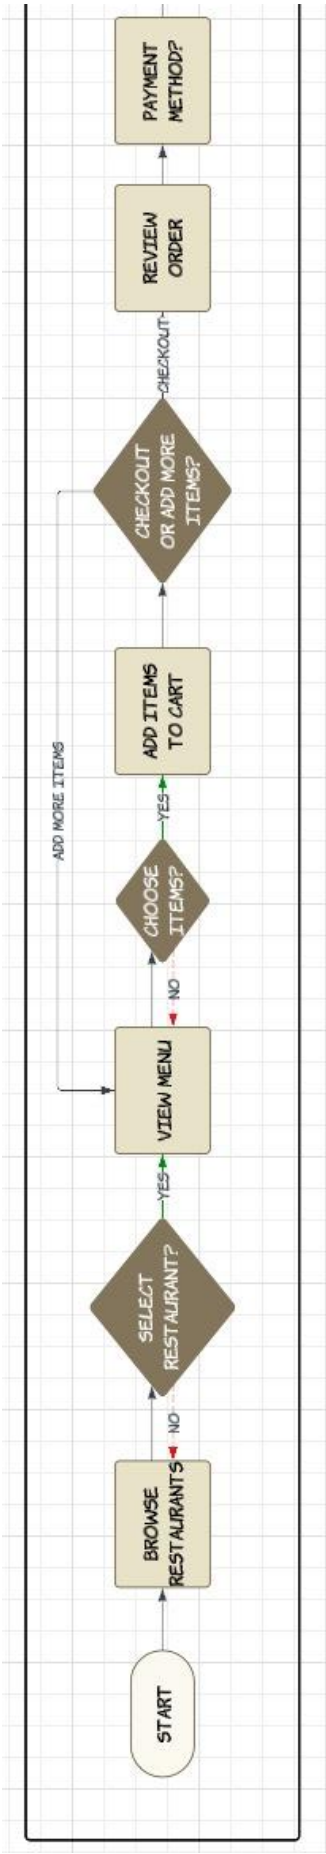 START
BROWSE
RESTAURANTS
NO
SELECT
RESTAURANT?
YES
VIEW MENU
NO
CHOOSE
ITEMS?
YES
ADD ITEMS
TO CART
ADD MORE ITEMS
CHECKOUT
OR ADD MORE
ITEMS?
CHECKOUT
REVIEW
ORDER
PAYMENT
METHOD?